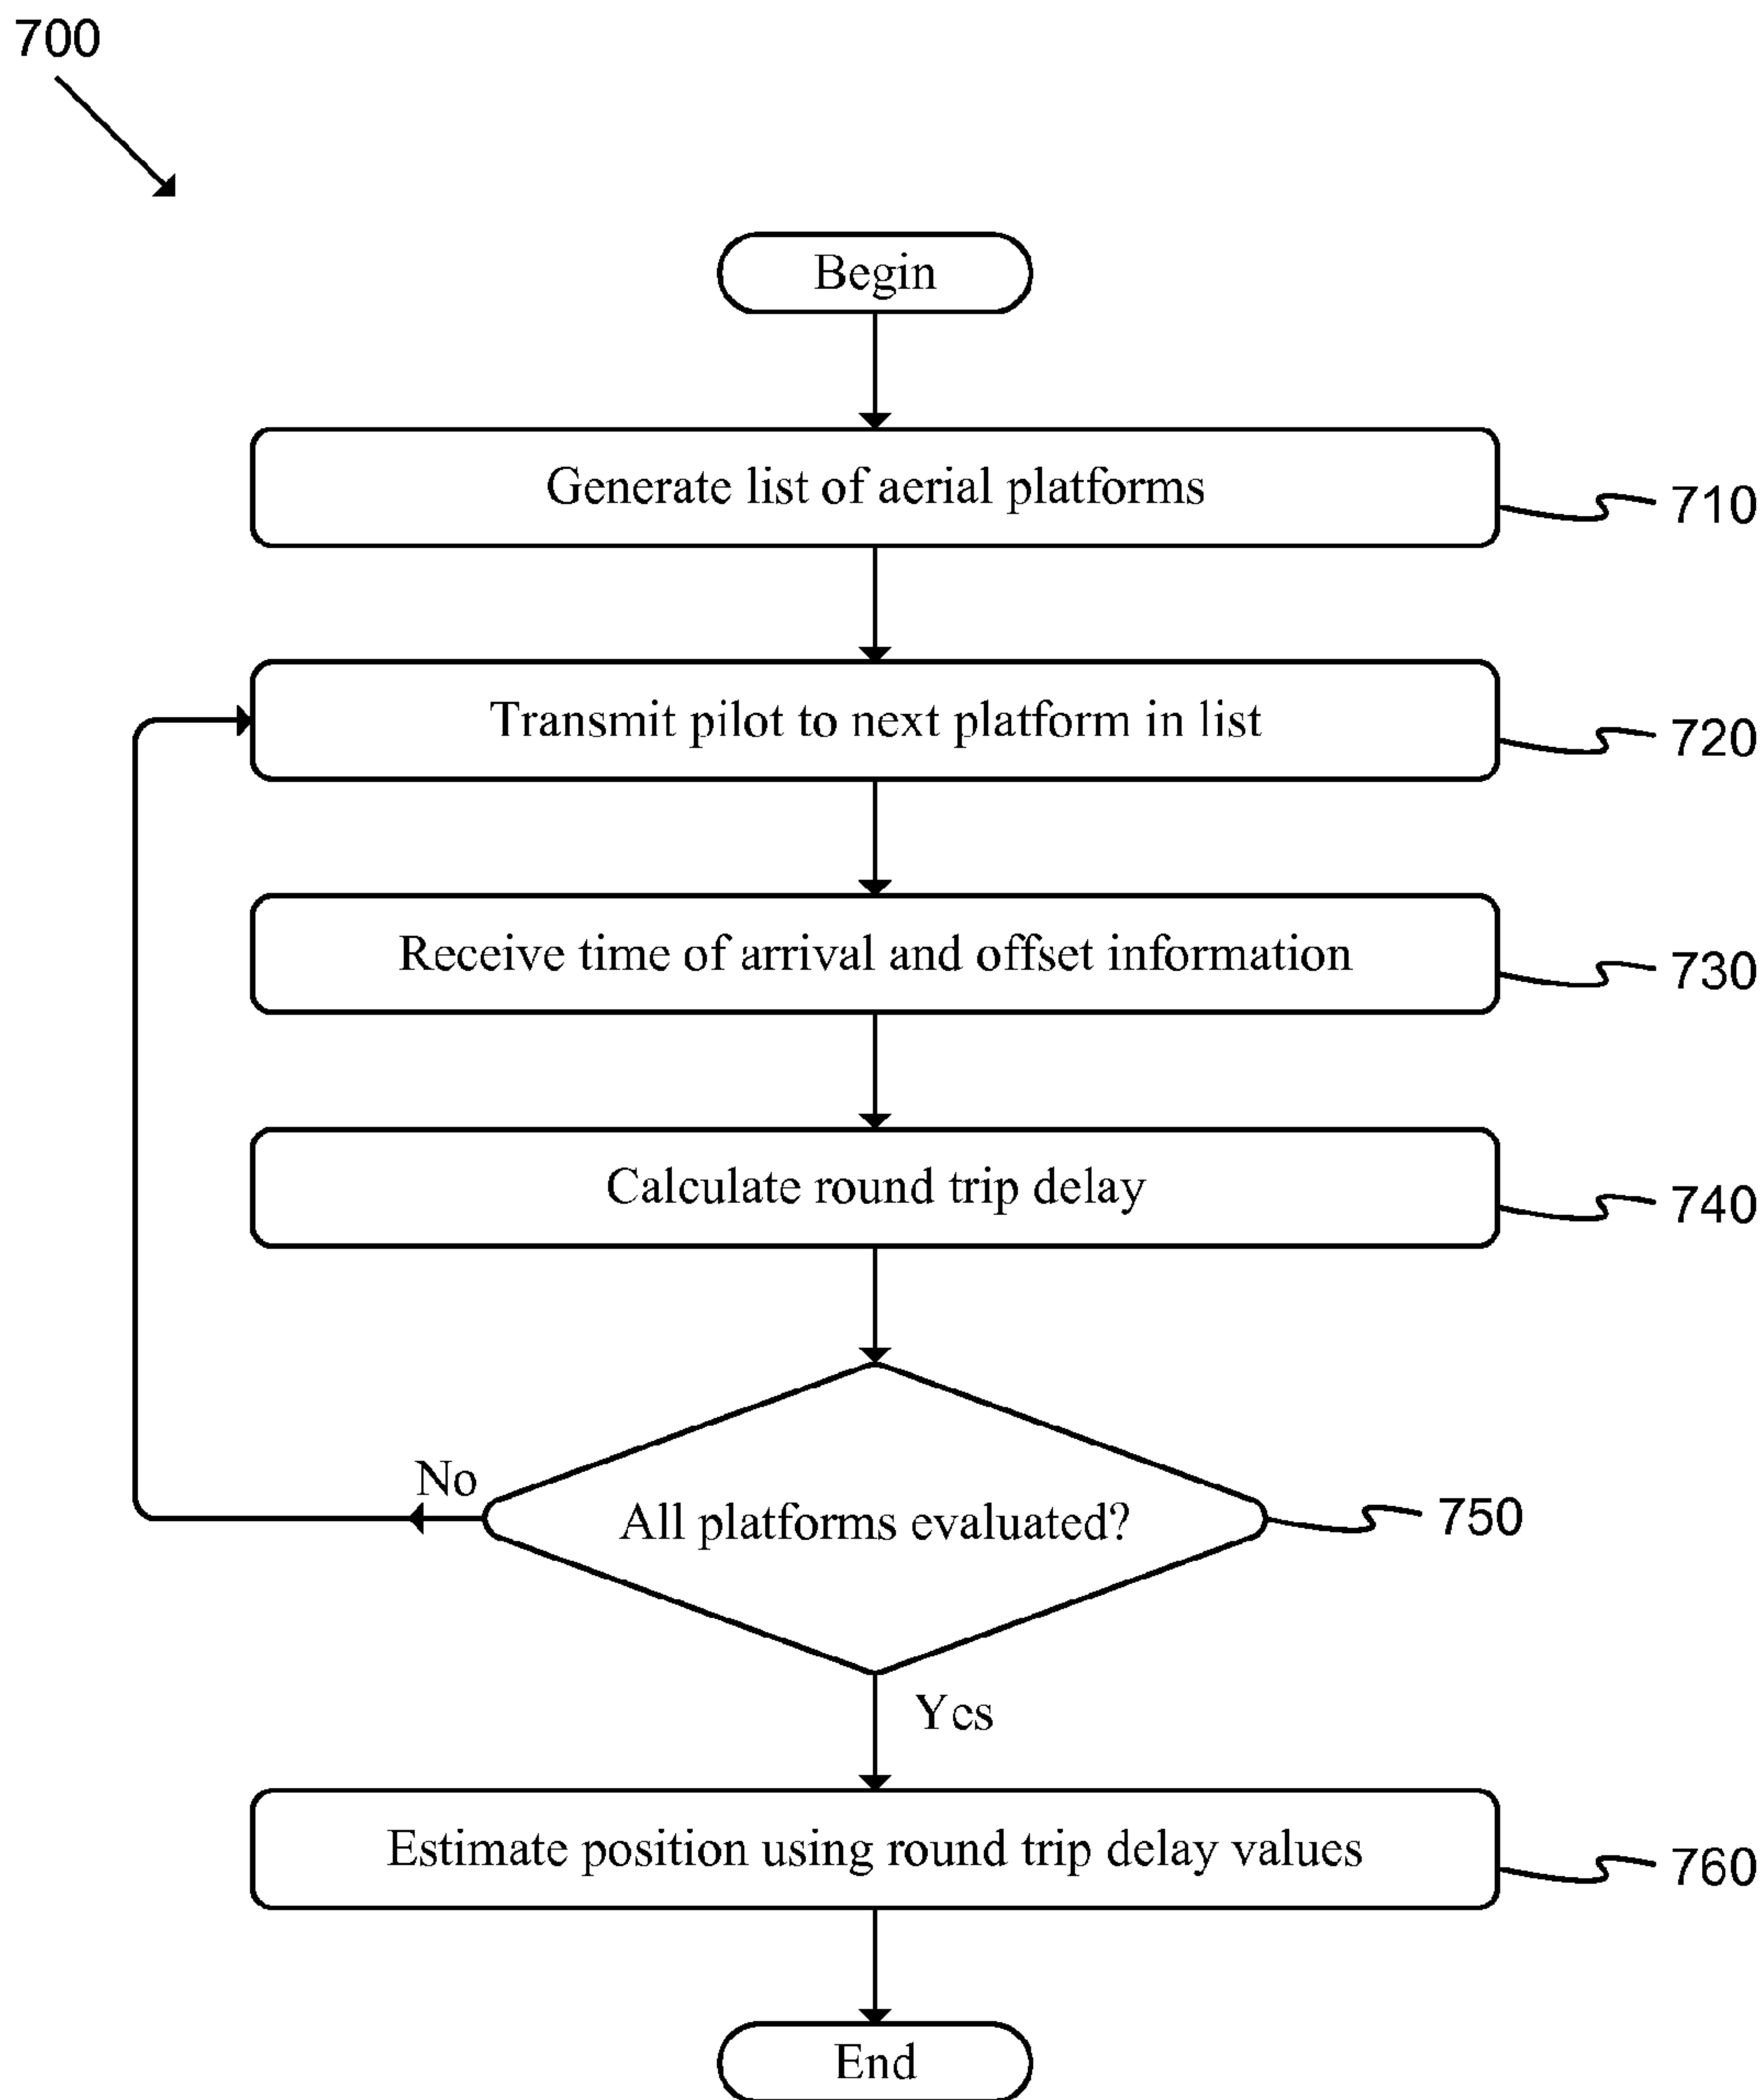 700
Begin
Generate list of aerial platforms
710
Transmit pilot to next platform in list
720
Receive time of arrival and offset information
730
Calculate round trip delay
740
No
All platforms evaluated?
750
Yes
Estimate position using round trip delay values
760
End